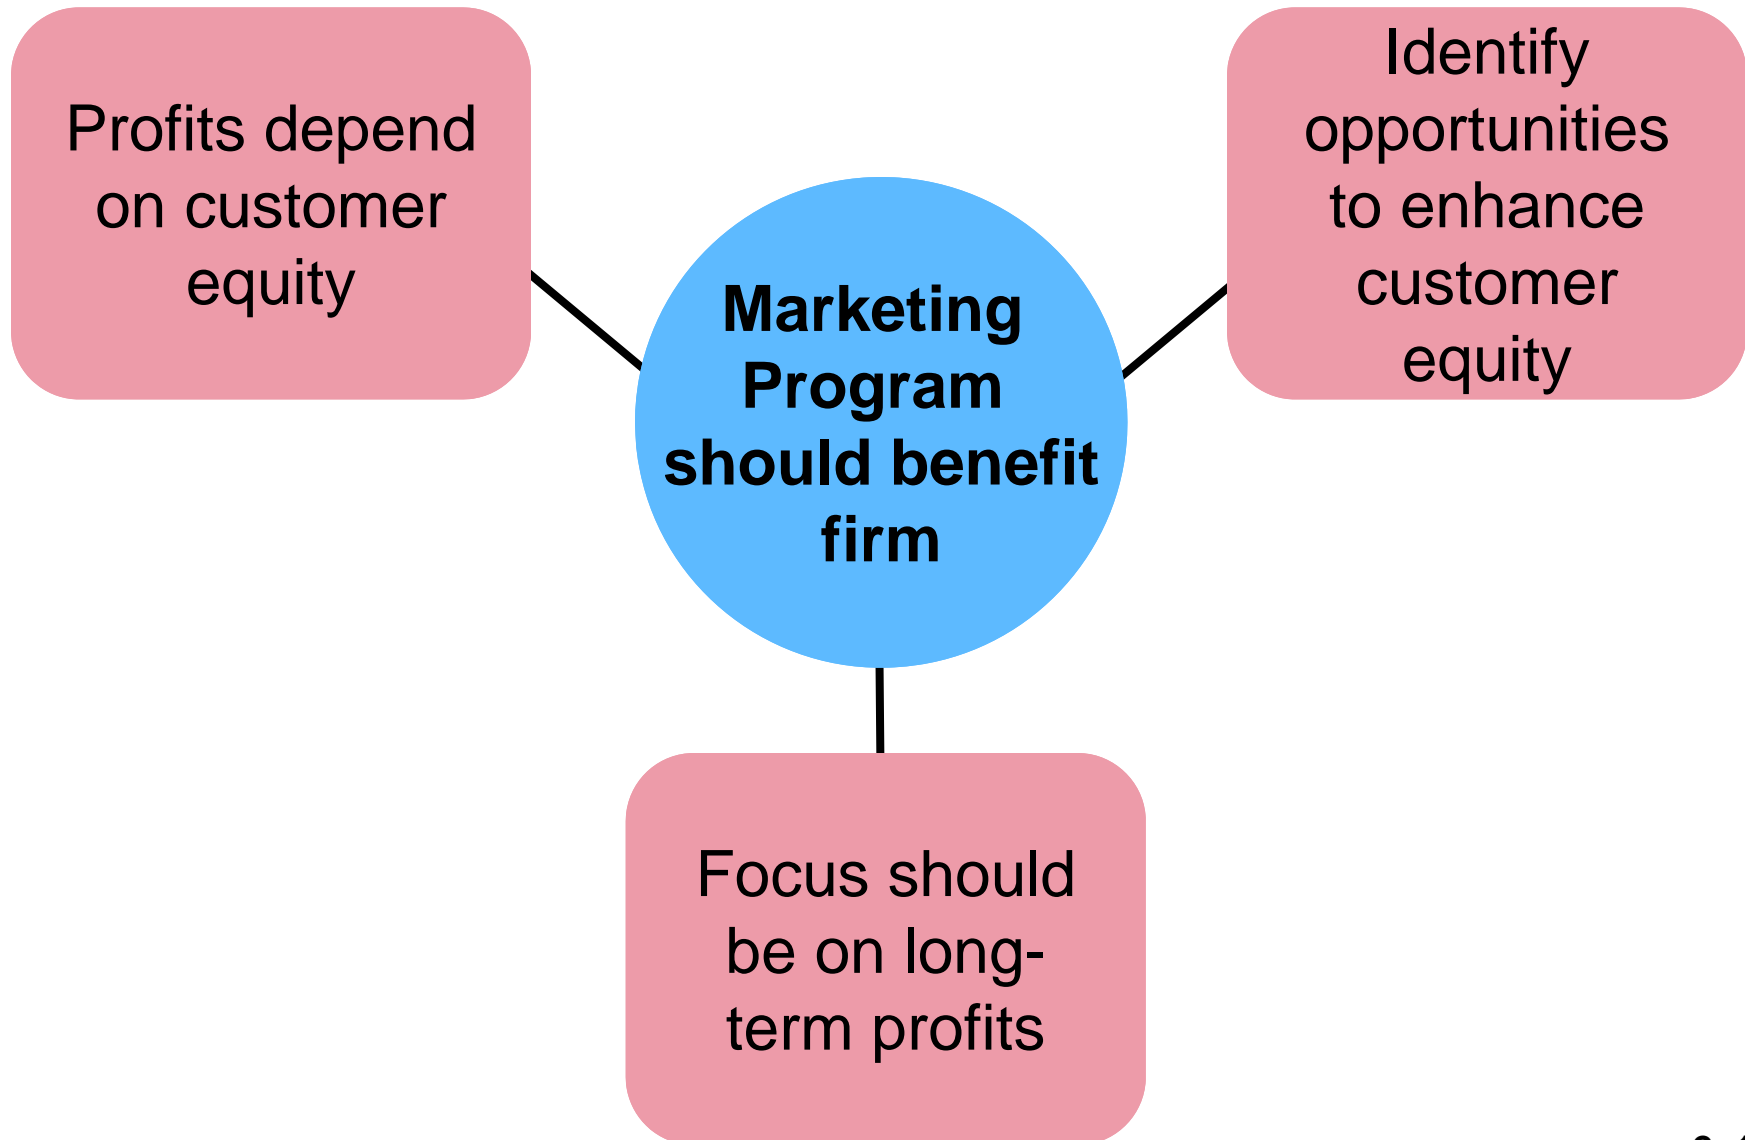 Profits depend
on customer
equity
Identify
opportunities
to enhance
customer
equity
Marketing
Program
should benefit
firm
Focus should
be on long-
term profits